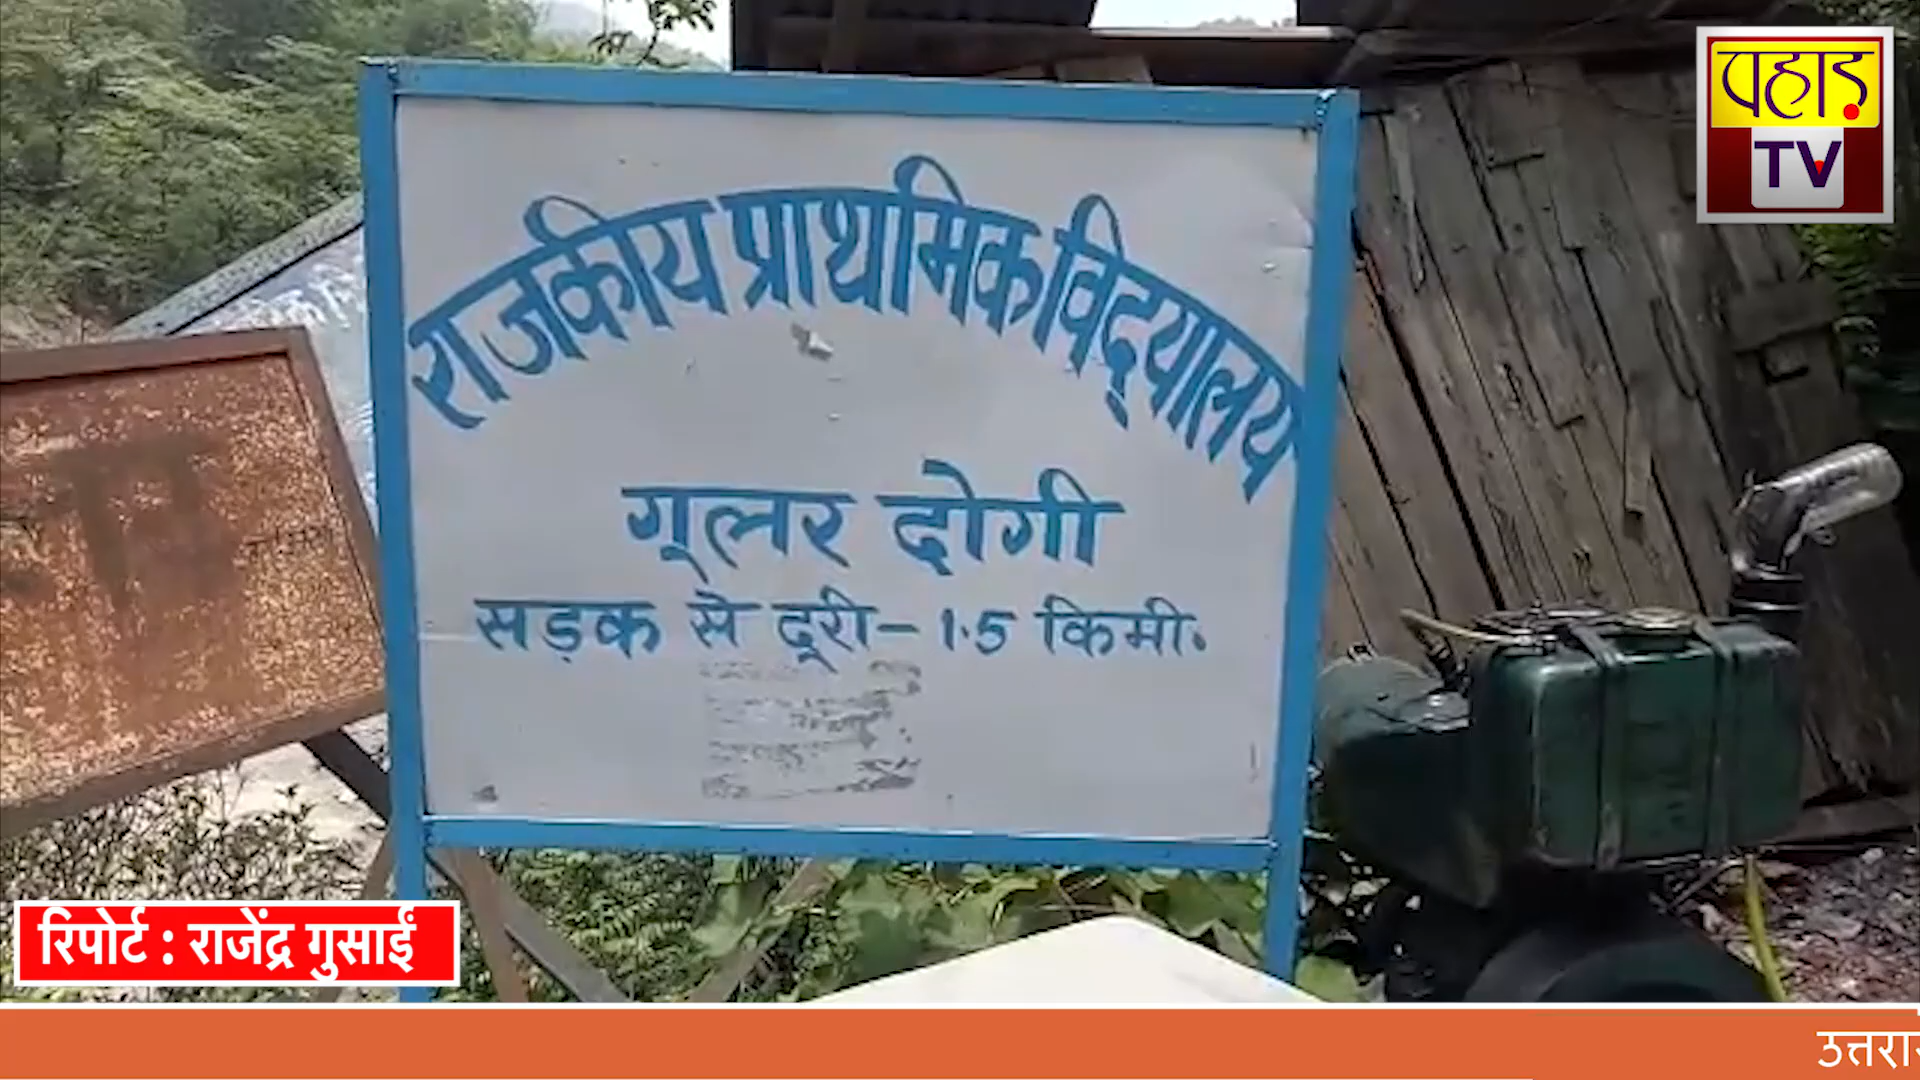 पहाड़
TV
राजकीय प्राथमिक विद्यालय
गूलर दोगी
सड़क से दूरी - 1.5 किमी.
रिपोर्ट : राजेंद्र गुसाईं